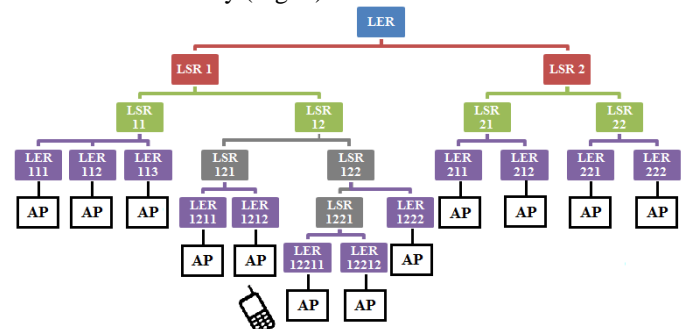 LER
LSR 1
LSR 2
LSR
11
LSR
12
LSR
21
LSR
22
LER
111
LER
112
LER
113
LSR
121
LSR
122
LER
211
LER
212
LER
221
LER
222
AP
AP
AP
LER
1211
LER
1212
LSR
1221
LER
1222
AP
AP
AP
AP
AP
AP
LER
12211
LER
12212
AP
AP
AP